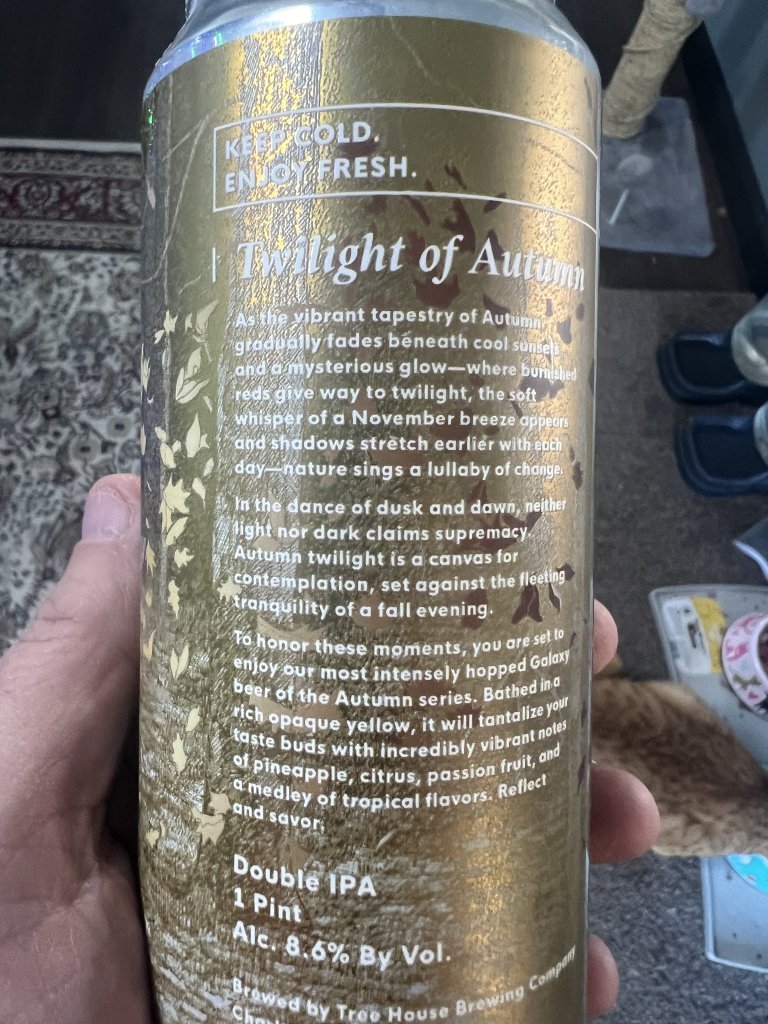 KEEP COLD.
ENJOY FRESH.
Twilight of Autumn
As the vibrant tapestry of Autumn
gradually fades beneath cool sunsets
and a mysterious glow—where burnished
reds give way to twilight, the soft
whisper of a November breeze appears
and shadows stretch earlier with each
day—nature sings a lullaby of change.
In the dance of dusk and dawn, neither
light nor dark claims supremacy.
Autumn twilight is a canvas for
contemplation, set against the fleeting
tranquility of a fall evening.
To honor these moments, you are set to
enjoy our most intensely hopped Galaxy
beer of the Autumn series. Bathed in a
rich opaque yellow, it will tantalize your
taste buds with incredibly vibrant notes
of pineapple, citrus, passion fruit, and
a medley of tropical flavors. Reflect
and savor.
Double IPA
1 Pint
Alc. 8.6% By Vol.
Brewed by Tree House Brewing Company